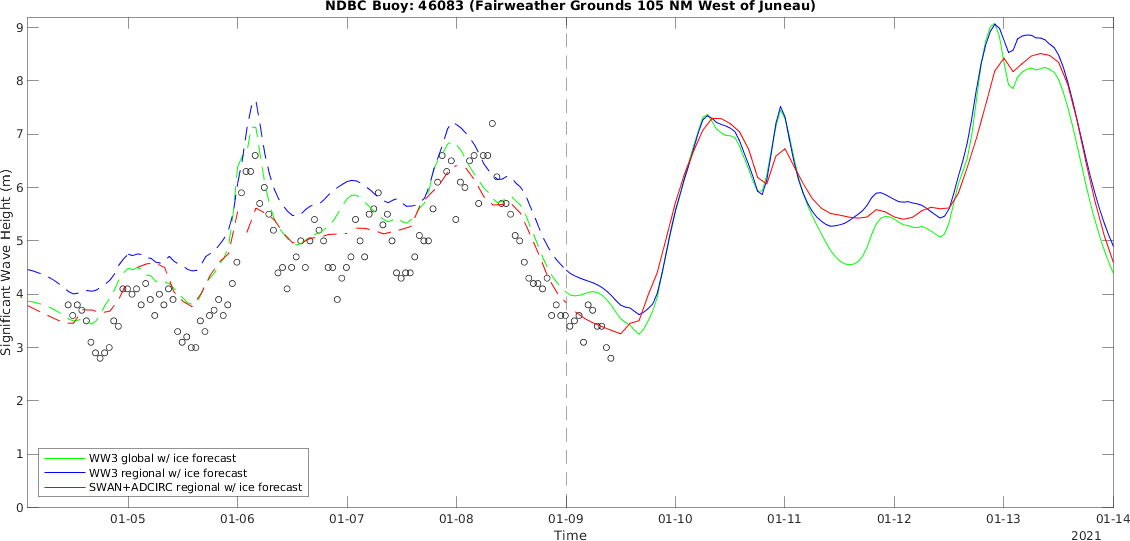 NDBC Buoy: 46083 (Fairweather Grounds 105 NM West of Juneau)
Significant Wave Height (m)
9
8
7
6
5
4
3
2
1
0
WW3 global w/ ice forecast
WW3 regional w/ ice forecast
SWAN+ADCIRC regional w/ ice forecast
01-05 01-06 01-07 01-08 01-09 01-10 01-11 01-12 01-13 01-14
Time
2021